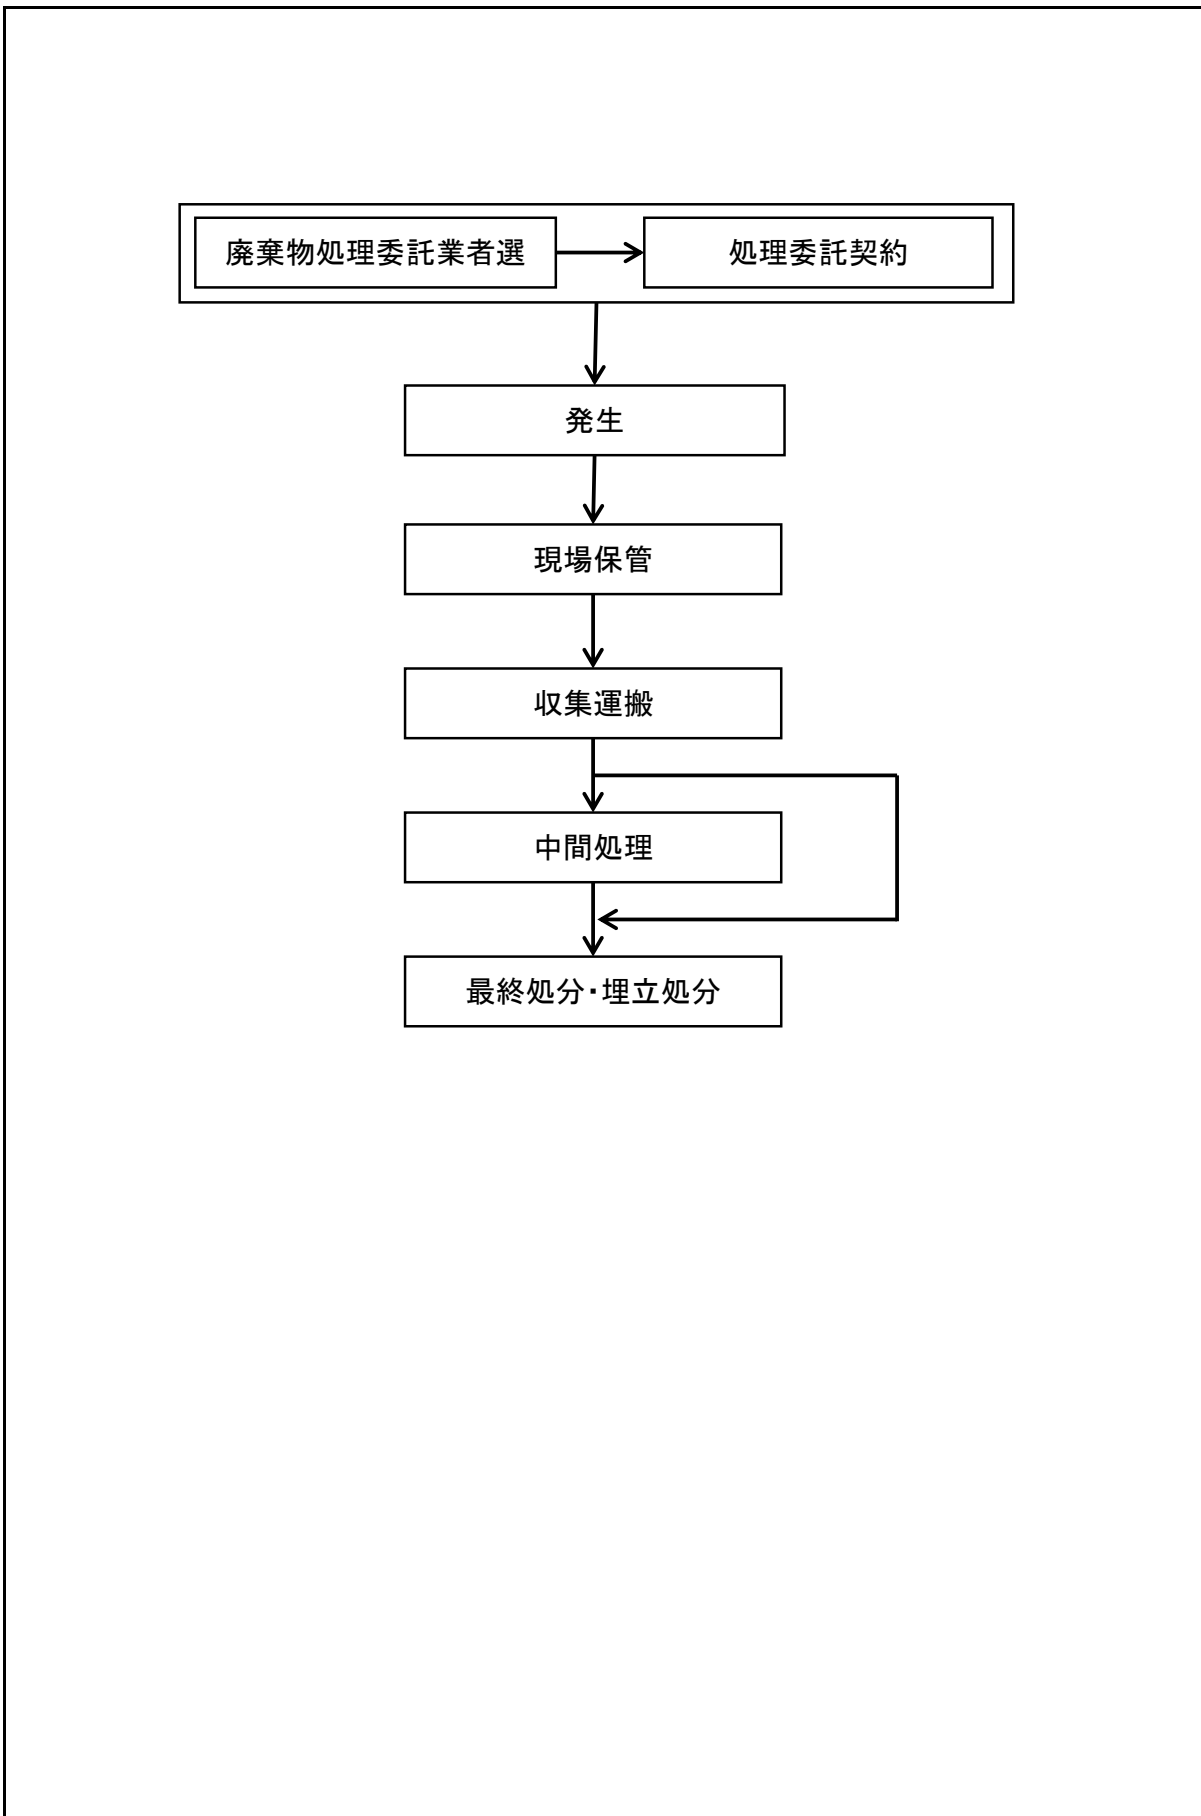 廃棄物処理委託業者選
処理委託契約
発生
現場保管
収集運搬
中間処理
最終処分・埋立処分